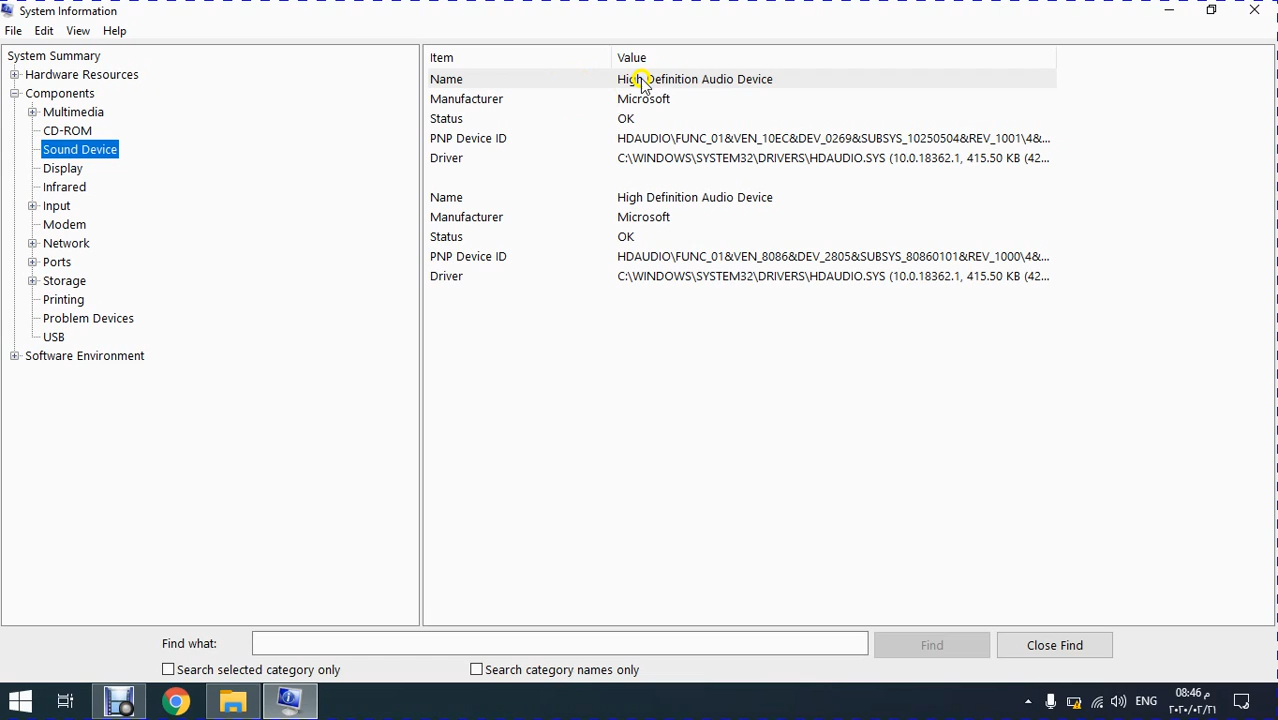 System Information
File Edit View Help
System Summary
Hardware Resources
Components
Multimedia
CD-ROM
Sound Device
Display
Infrared
Input
Modem
Network
Ports
Storage
Printing
Problem Devices
USB
Software Environment
Item Value
Name High Definition Audio Device
Manufacturer Microsoft
Status OK
PNP Device ID HDAUDIO\FUNC_01&VEN_10EC&DEV_0269&SUBSYS_10250504&REV_1001\4&...
Driver C:\WINDOWS\SYSTEM32\DRIVERS\HDAUDIO.SYS (10.0.18362.1, 415.50 KB (42...
Name High Definition Audio Device
Manufacturer Microsoft
Status OK
PNP Device ID HDAUDIO\FUNC_01&VEN_8086&DEV_2805&SUBSYS_80860101&REV_1000\4&...
Driver C:\WINDOWS\SYSTEM32\DRIVERS\HDAUDIO.SYS (10.0.18362.1, 415.50 KB (42...
Find what: Find Close Find
Search selected category only Search category names only
ENG
08:46 م
٢٠٢٠/٠٢/٢١